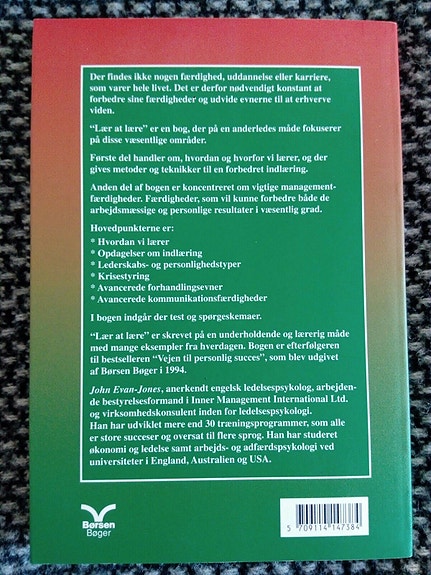 Der findes ikke nogen færdighed, uddannelse eller karriere,
som varer hele livet. Det er derfor nødvendigt konstant at
forbedre sine færdigheder og udvide evnerne til at erhverve
viden.
“Lær at lære” er en bog, der på en anderledes måde fokuserer
på disse væsentlige områder.
Første del handler om, hvordan og hvorfor vi lærer, og der
gives metoder og teknikker til en forbedret indlæring.
Anden del af bogen er koncentreret om vigtige management-
færdigheder. Færdigheder, som vil kunne forbedre både de
arbejdsmæssige og personlige resultater i væsentlig grad.
Hovedpunkterne er:
* Hvordan vi lærer
* Opdagelser om indlæring
* Lederskabs- og personlighedstyper
* Krisestyring
* Avancerede forhandlingsevner
* Avancerede kommunikationsfærdigheder
I bogen indgår der test og spørgeskemaer.
“Lær at lære” er skrevet på en underholdende og lærerig måde
med mange eksempler fra hverdagen. Bogen er efterfølgeren
til bestselleren “Vejen til personlig succes”, som blev udgivet
af Børsen Bøger i 1994.
John Evan-Jones, anerkendt engelsk ledelsespsykolog, arbejden-
de bestyrelsesformand i Inner Management International Ltd.
og virksomhedskonsulent inden for ledelsespsykologi.
Han har udviklet mere end 30 træningsprogrammer, som alle
er store succeser og oversat til flere sprog. Han har studeret
økonomi og ledelse samt arbejds- og adfærdspsykologi ved
universiteter i England, Australien og USA.
Børsen
Bøger
5 709114 147384